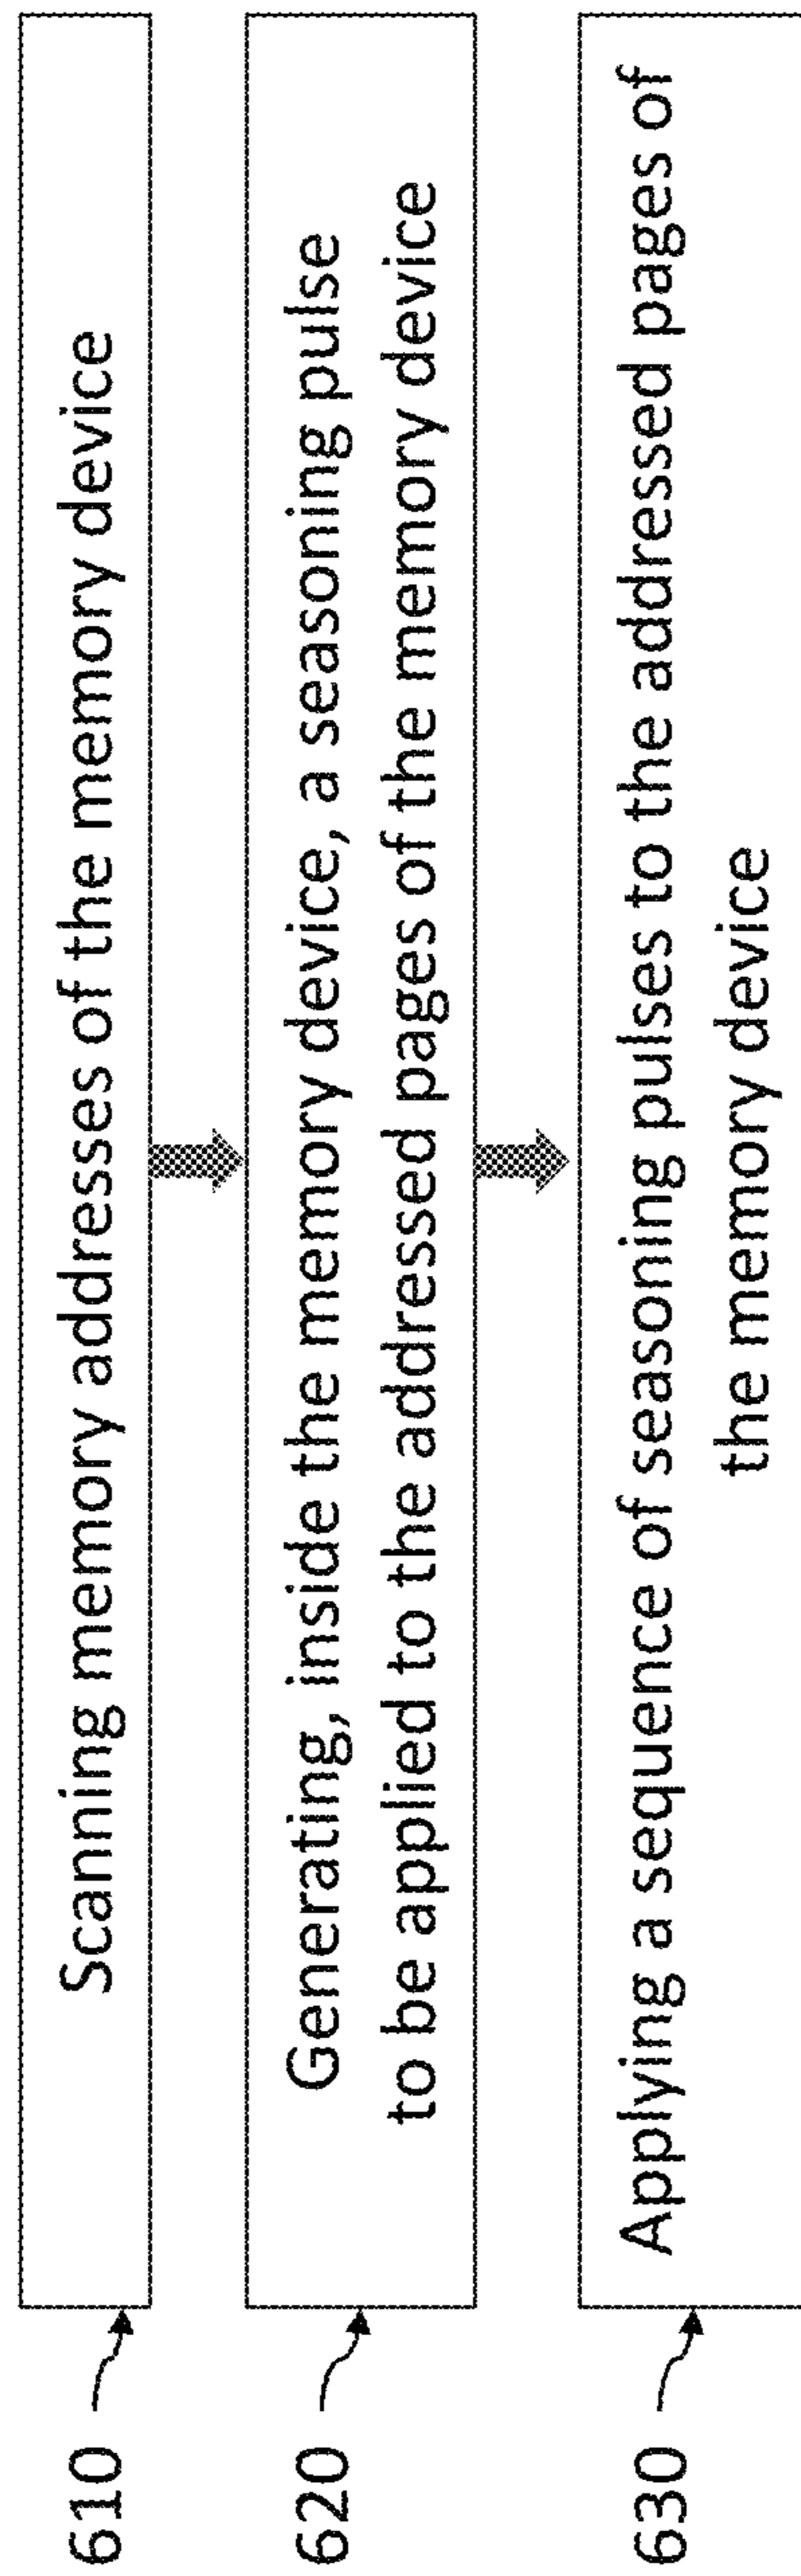 610
Scanning memory addresses of the memory device
620
Generating, inside the memory device, a seasoning pulse
to be applied to the addressed pages of the memory device
630
Applying a sequence of seasoning pulses to the addressed pages of
the memory device